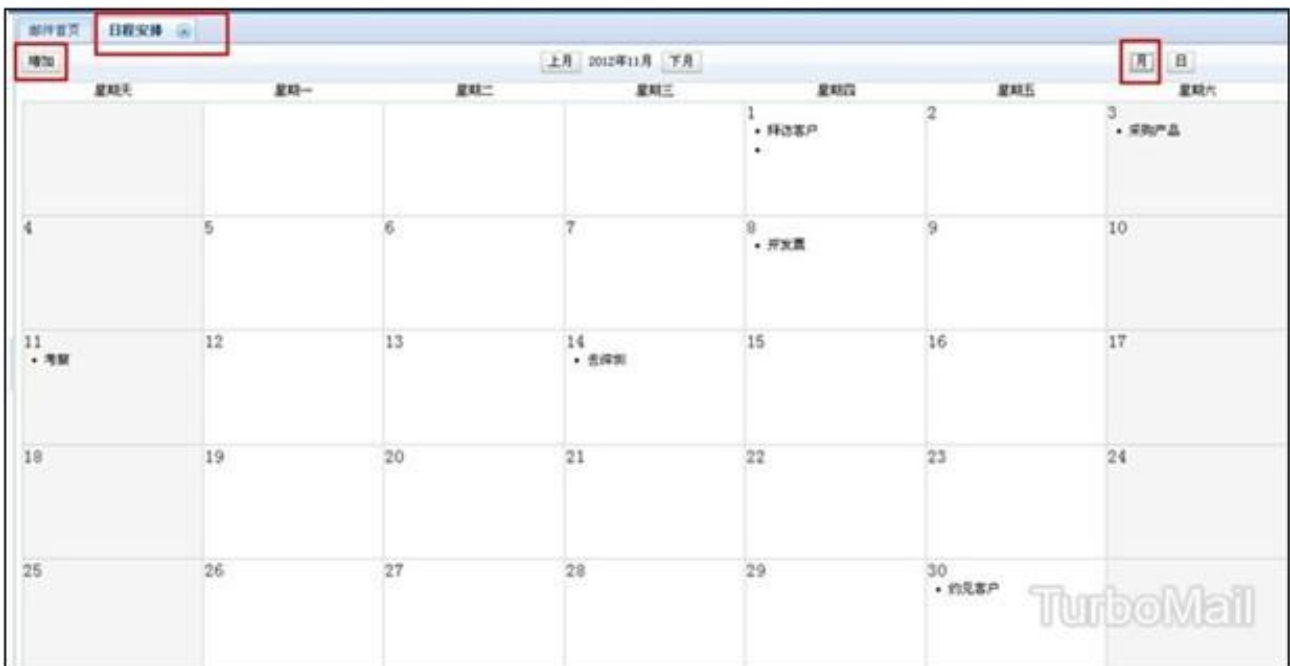 邮件首页 日程安排
增加 上月 2012年11月 下月 月 日
星期天 星期一 星期二 星期三 星期四 星期五 星期六
1 2 3
• 拜访客户 • 采购产品
•
4 5 6 7 8 9 10
• 开发票
11 12 13 14 15 16 17
• 考察 • 去深圳
18 19 20 21 22 23 24
25 26 27 28 29 30
• 约见客户
TurboMail